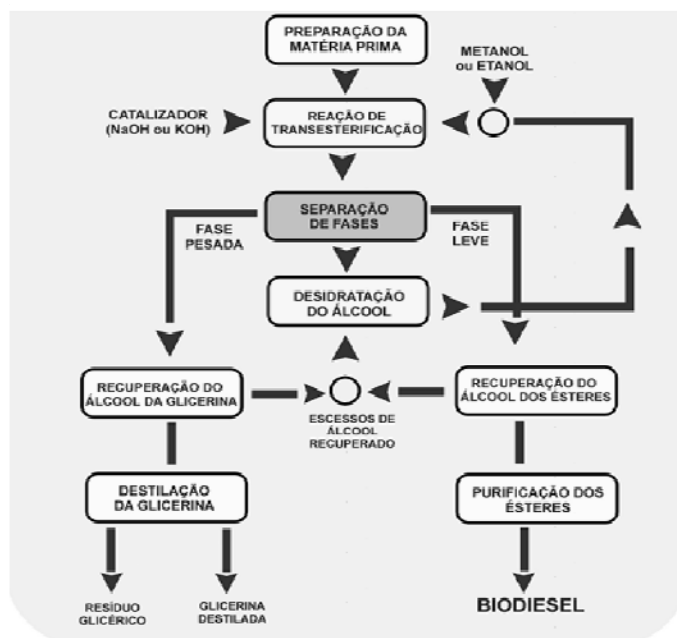 PREPARAÇÃO DA
MATÉRIA PRIMA
METANOL
ou ETANOL
CATALIZADOR
(NaOH ou KOH)
REAÇÃO DE
TRANSESTERIFICAÇÃO
SEPARAÇÃO
DE FASES
FASE
PESADA
FASE
LEVE
DESIDRATAÇÃO
DO ÁLCOOL
RECUPERAÇÃO DO
ÁLCOOL DA GLICERINA
ESCESSOS DE
ÁLCOOL
RECUPERADO
RECUPERAÇÃO DO
ÁLCOOL DOS ÉSTERES
DESTILAÇÃO
DA GLICERINA
PURIFICAÇÃO DOS
ÉSTERES
RESÍDUO
GLICÉRICO
GLICERINA
DESTILADA
BIODIESEL